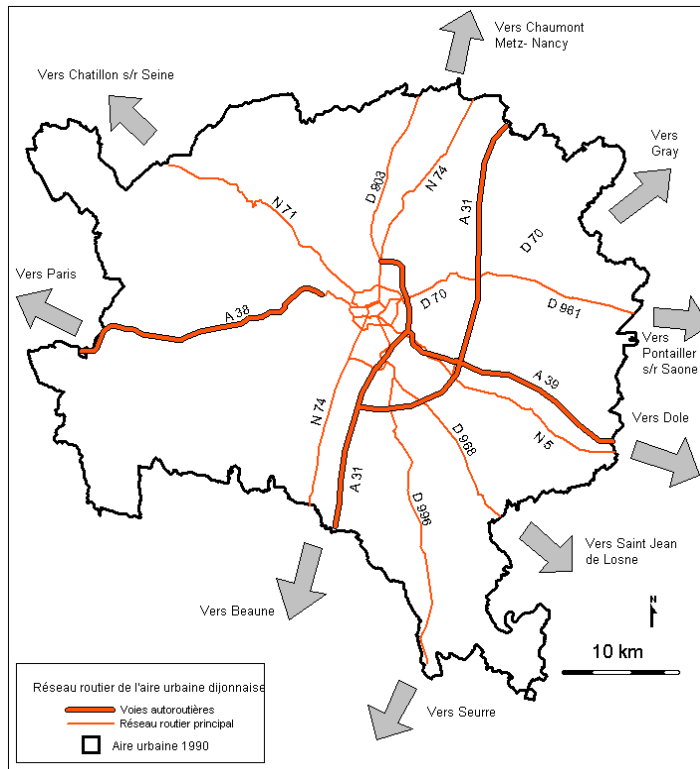 Vers Chaumont
Metz- Nancy
Vers Chatillon s/r Seine
Vers
Gray
D 803
N 74
A 31
N 71
D 70
Vers Paris
D 70
D 961
A 38
Vers
Pontailler
s/r Saone
A 39
N 74
D 968
N 5
Vers Dole
A 31
D 996
Vers Saint Jean
de Losne
Vers Beaune
10 km
Réseau routier de l'aire urbaine dijonnaise
Voies autoroutières
Réseau routier principal
Aire urbaine 1990
Vers Seurre
N